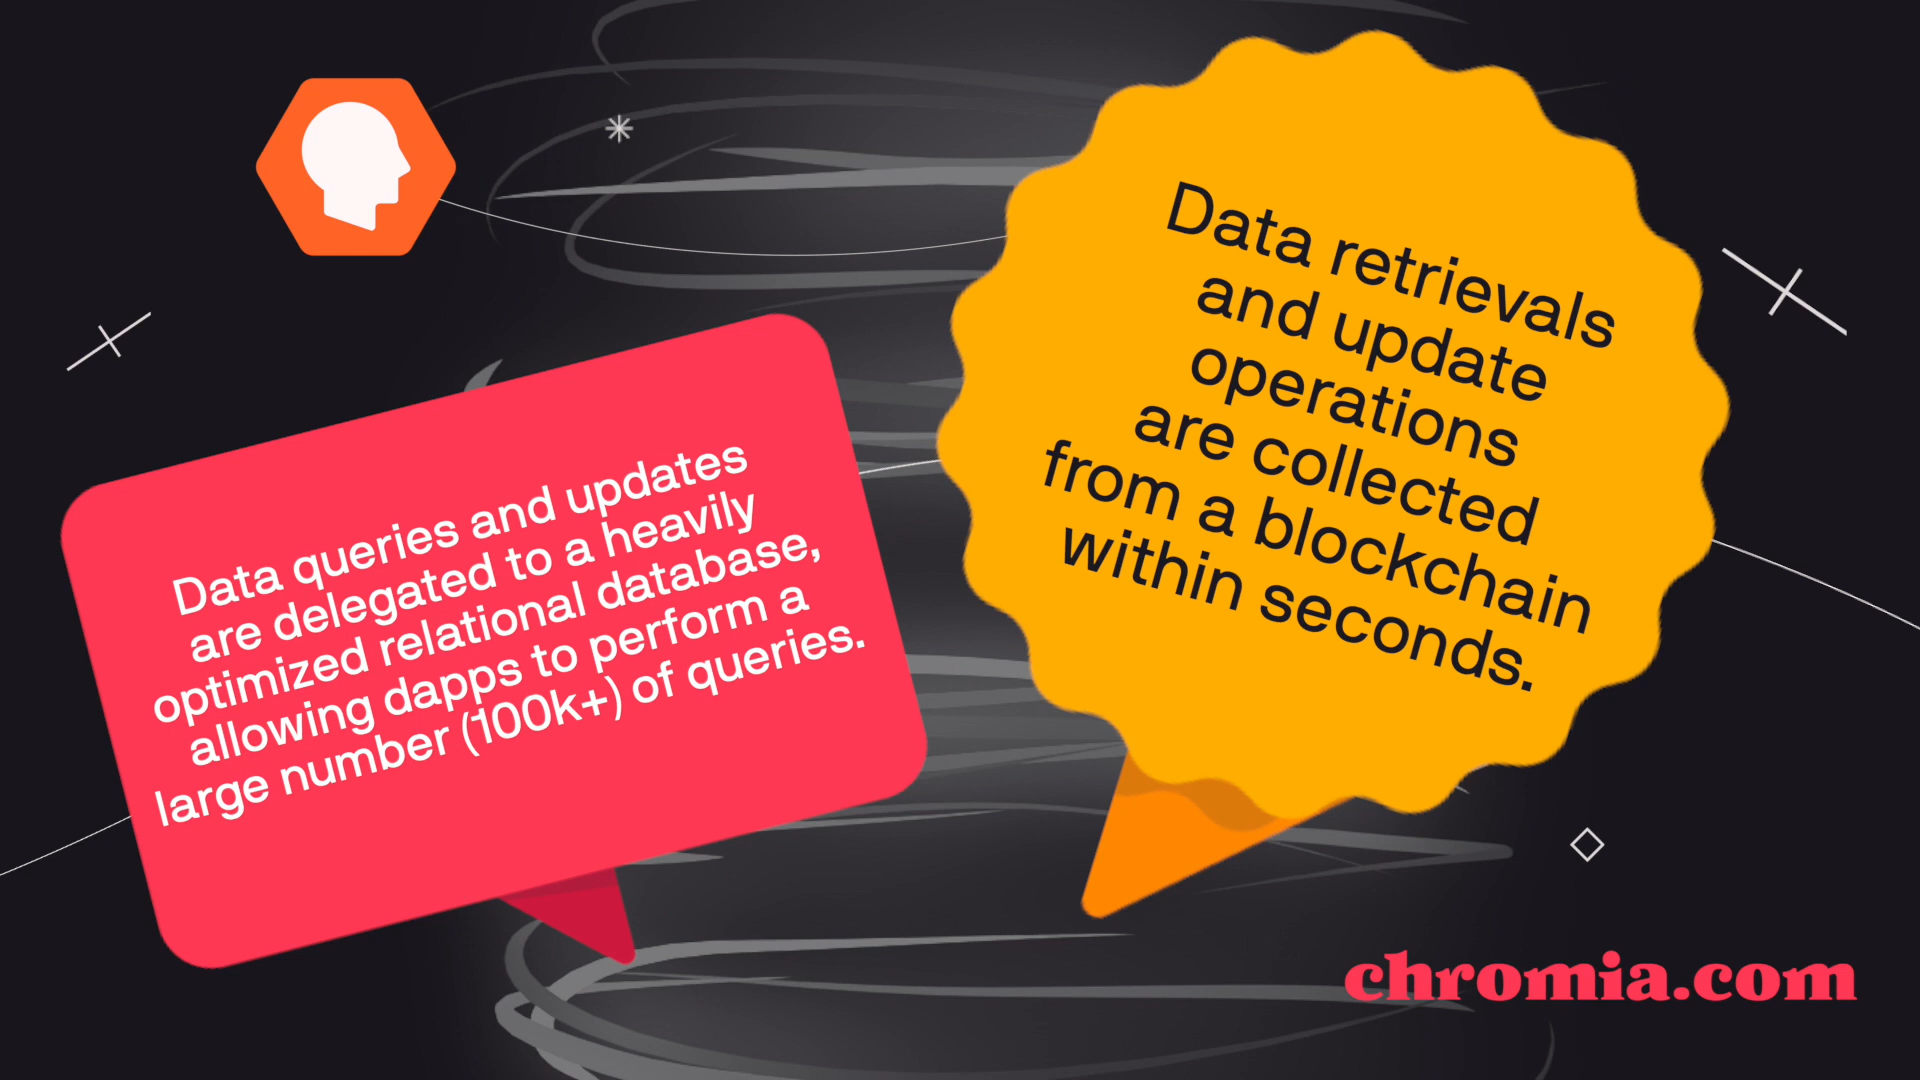 Data queries and updates
are delegated to a heavily
optimized relational database,
allowing dapps to perform a
large number (100k+) of queries.
Data retrievals
and update
operations
are collected
from a blockchain
within seconds.
chromia.com